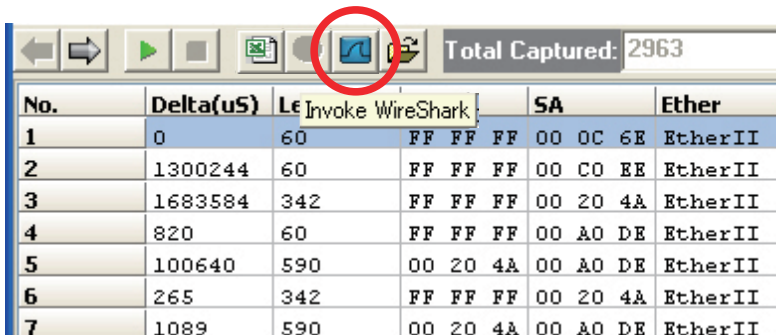 Total Captured: 2963
No. Delta(uS) Le SA Ether
Invoke WireShark
1 0 60 FF FF FF 00 0C 6E EtherII
2 1300244 60 FF FF FF 00 C0 EE EtherII
3 1683584 342 FF FF FF 00 20 4A EtherII
4 820 60 FF FF FF 00 A0 DE EtherII
5 100640 590 00 20 4A 00 A0 DE EtherII
6 265 342 FF FF FF 00 20 4A EtherII
7 1089 590 00 20 4A 00 A0 DE EtherII